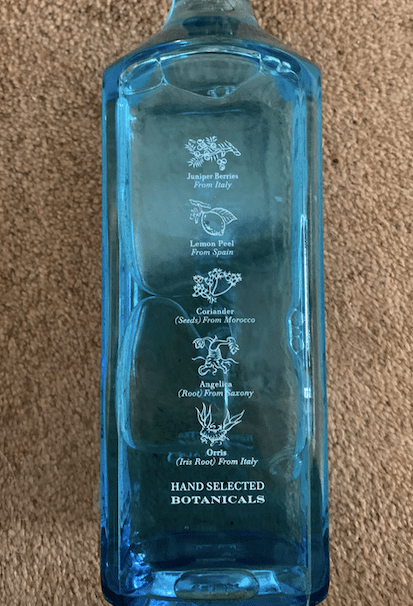 Juniper Berries
From Italy
Lemon Peel
From Spain
Coriander
(Seeds) From Morocco
Angelica
(Root) From Saxony
Orris
(Iris Root) From Italy
HAND SELECTED
BOTANICALS